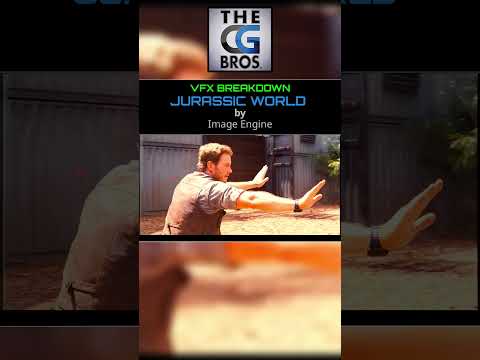 THE
CG
BROS.
VFX BREAKDOWN
JURASSIC WORLD
by
Image Engine